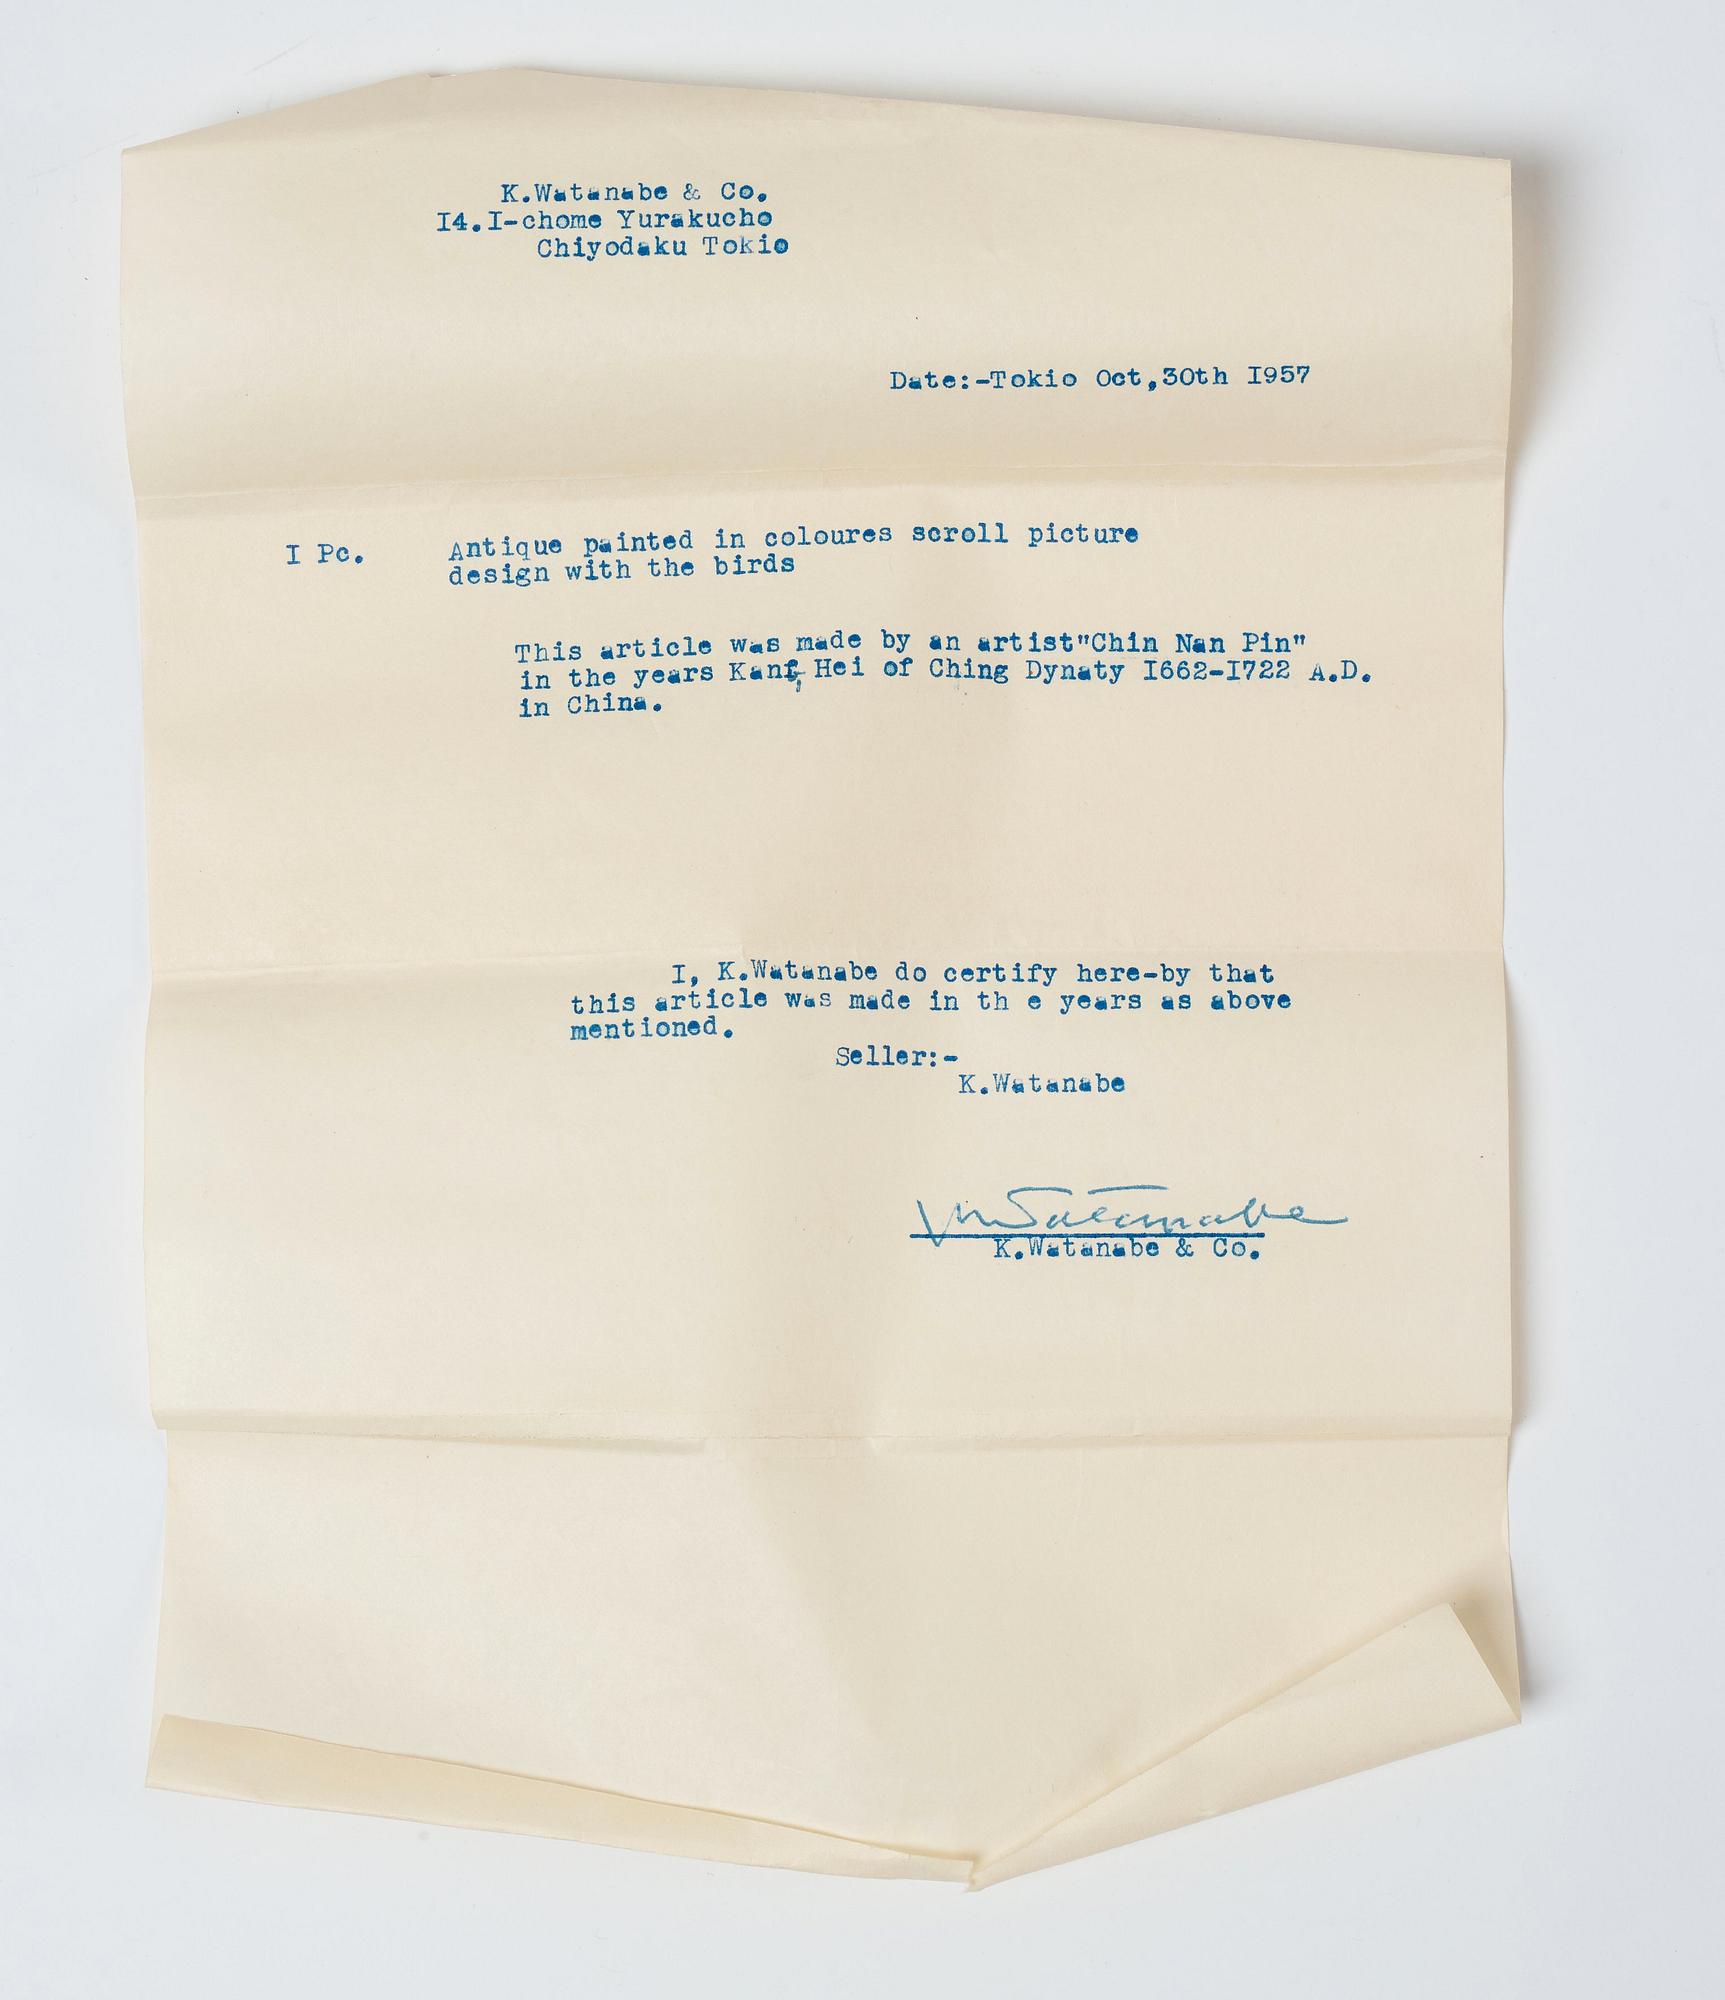 K.Watanabe & Co.
I4.I-chome Yurakucho
Chiyodaku Tokio
Date:-Tokio Oct,30th I957
I Pc. Antique painted in coloures scroll picture
design with the birds
This article was made by an artist"Chin Nan Pin"
in the years Kang Hei of Ching Dynaty I662-I722 A.D.
in China.
I, K.Watanabe do certify here-by that
this article was made in th e years as above
mentioned.
Seller:-
K.Watanabe
K.Watanabe & Co.